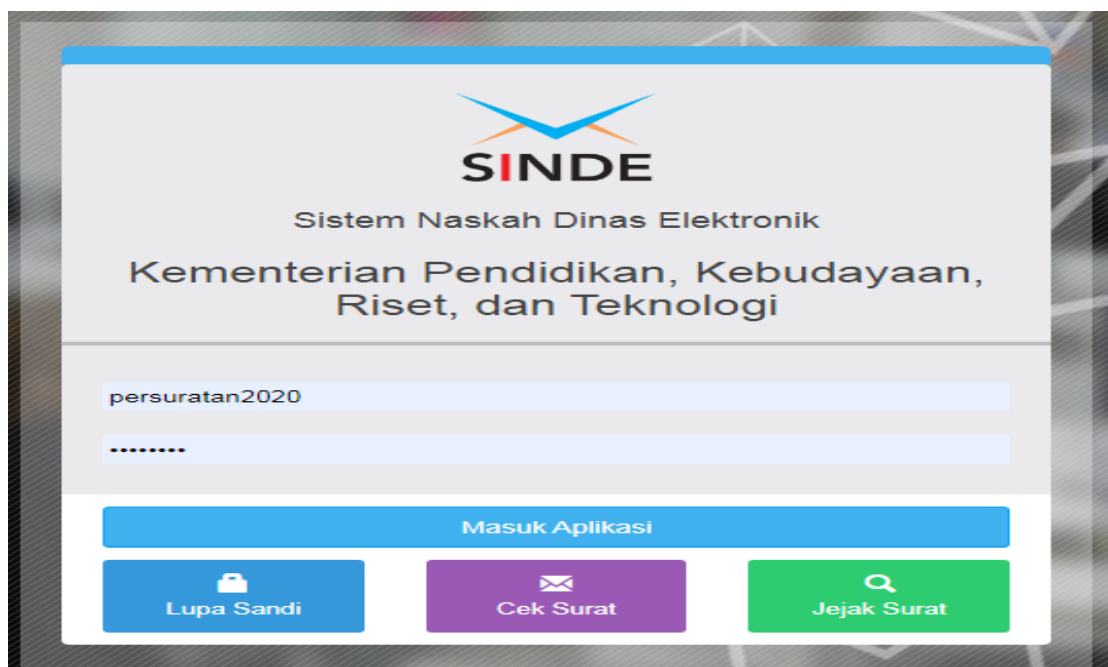 SINDE
Sistem Naskah Dinas Elektronik
Kementerian Pendidikan, Kebudayaan,
Riset, dan Teknologi
persuratan2020
••••••••
Masuk Aplikasi
Lupa Sandi
Cek Surat
Jejak Surat